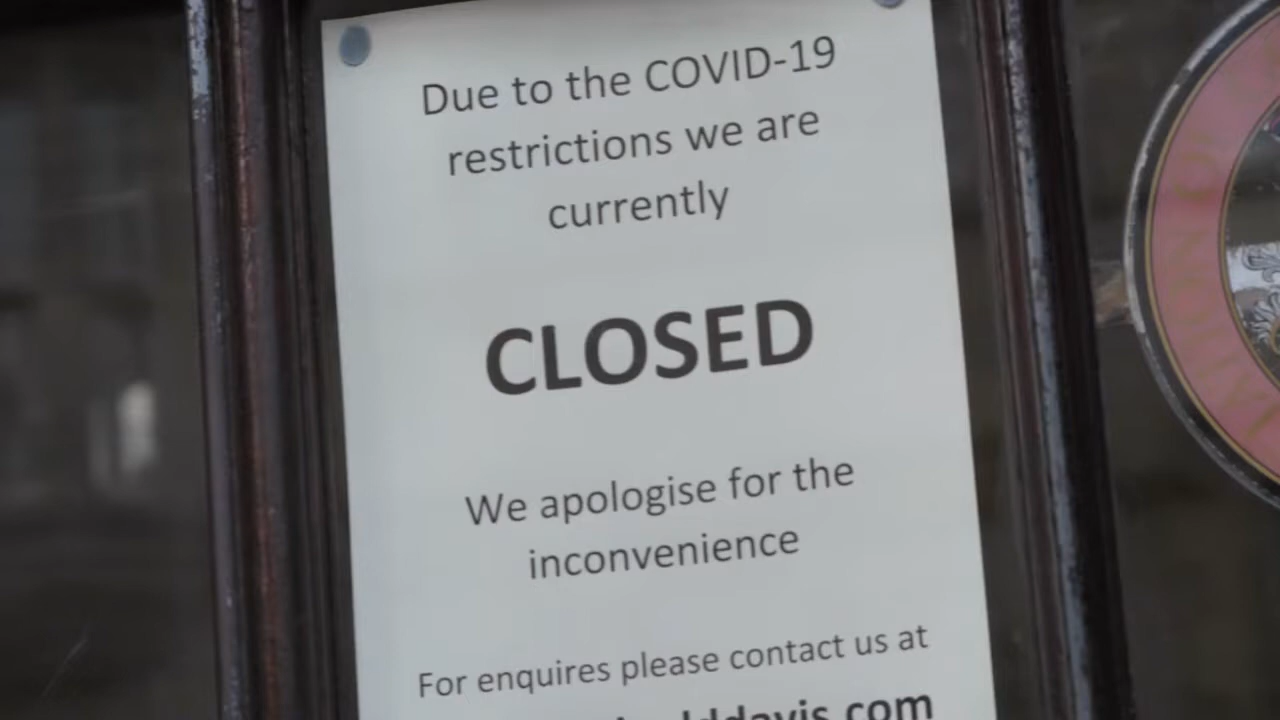 Due to the COVID-19
restrictions we are
currently
CLOSED
We apologise for the
inconvenience
For enquires please contact us at